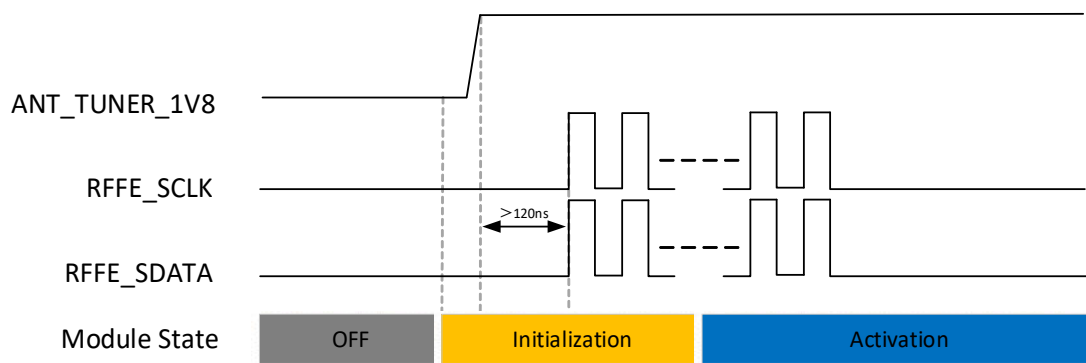 ANT_TUNER_1V8
RFFE_SCLK
>120ns
RFFE_SDATA
Module State
OFF
Initialization
Activation